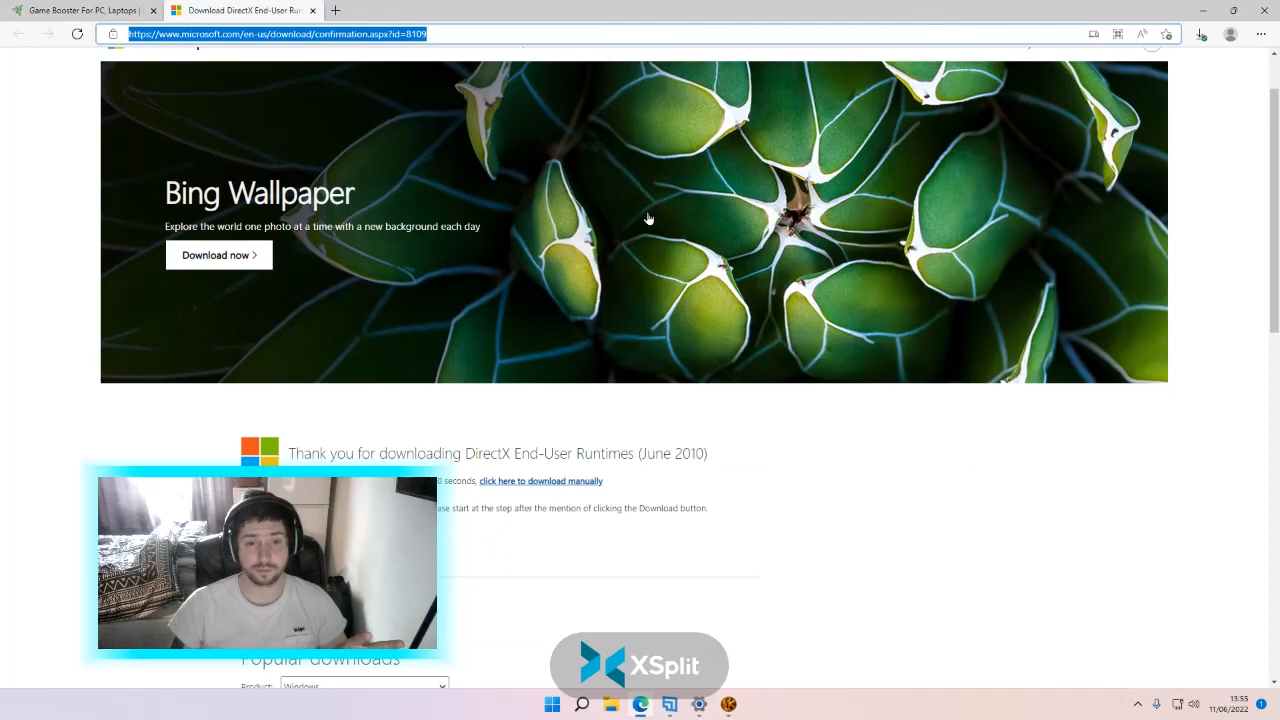 Game Booster For PC, Laptops |
Download DirectX End-User Runti
https://www.microsoft.com/en-us/download/confirmation.aspx?id=8109
Bing Wallpaper
Explore the world one photo at a time with a new background each day
Download now
Thank you for downloading DirectX End-User Runtimes (June 2010)
0 seconds, click here to download manually
ase start at the step after the mention of clicking the Download button.
Popular downloads
Product: Windows
XSplit
13:55
11/06/2022